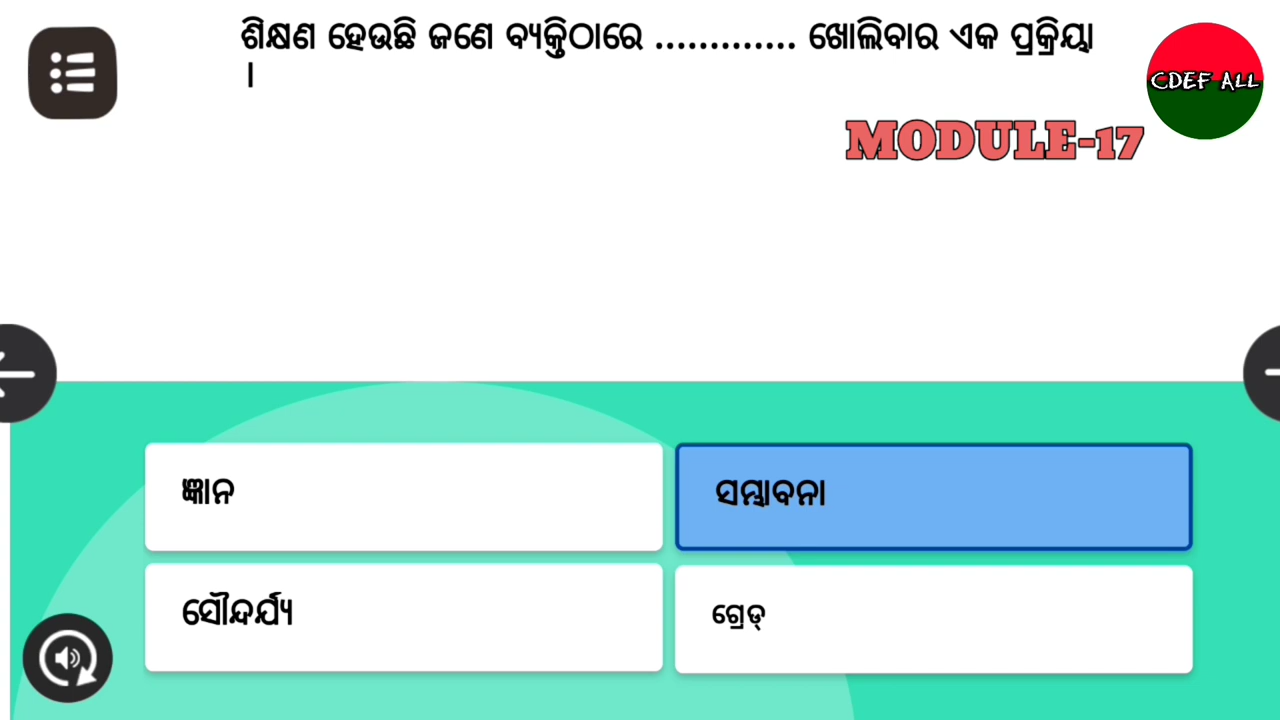 ଶିକ୍ଷଣ ହେଉଛି ଜଣେ ବ୍ୟକ୍ତିଠାରେ ............. ଖୋଲିବାର ଏକ ପ୍ରକ୍ରିୟା
।
CDEF ALL
MODULE-17
ଜ୍ଞାନ
ସମ୍ଭାବନା
ସୌନ୍ଦର୍ଯ୍ୟ
ଗ୍ରେଡ୍